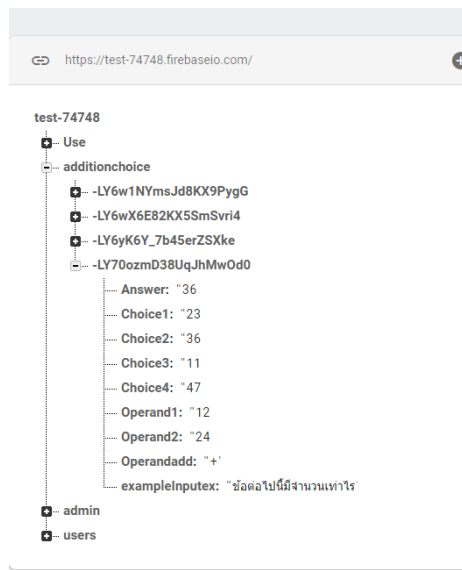 https://test-74748.firebaseio.com/
test-74748
Use
additionchoice
-LY6w1NYmsJd8KX9PygG
-LY6wX6E82KX5SmSvri4
-LY6yK6Y_7b45erZSXke
-LY70ozmD38UqJhMwOd0
Answer: "36
Choice1: "23
Choice2: "36
Choice3: "11
Choice4: "47
Operand1: "12
Operand2: "24
Operandadd: "+'
exampleInputex: "ข้อต่อไปนี้มีจำนวนเท่าไร
admin
users